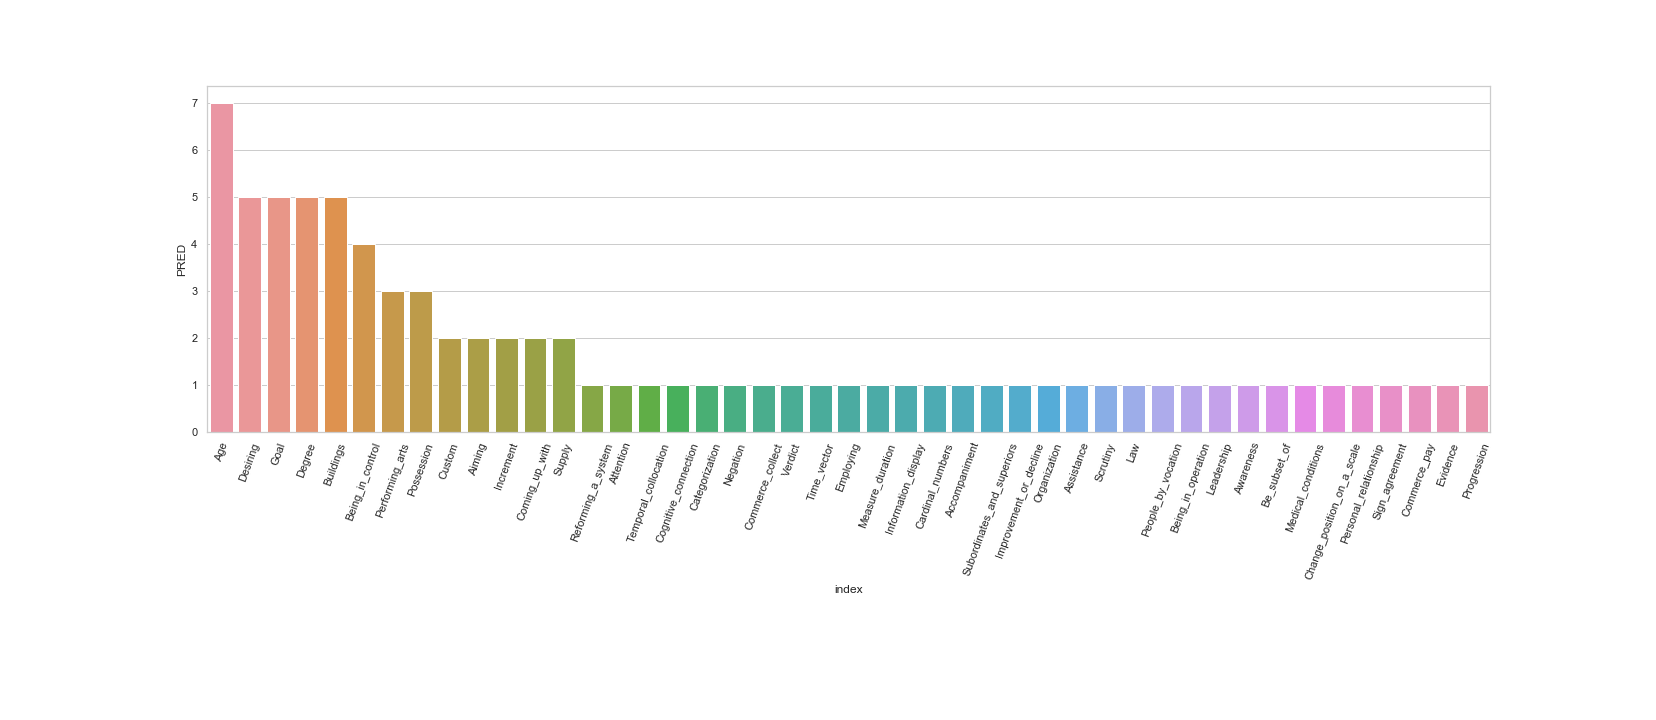 7
6
5
4
3
2
1
0
PRED
Age
Desiring
Goal
Degree
Buildings
Being_in_control
Performing_arts
Possession
Custom
Aiming
Increment
Coming_up_with
Supply
Reforming_a_system
Attention
Temporal_collocation
Cognitive_connection
Categorization
Negation
Commerce_collect
Verdict
Time_vector
Employing
Measure_duration
Information_display
Cardinal_numbers
Accompaniment
Subordinates_and_superiors
Improvement_or_decline
Organization
Assistance
Scrutiny
Law
People_by_vocation
Being_in_operation
Leadership
Awareness
Be_subset_of
Medical_conditions
Change_position_on_a_scale
Personal_relationship
Sign_agreement
Commerce_pay
Evidence
Progression
index